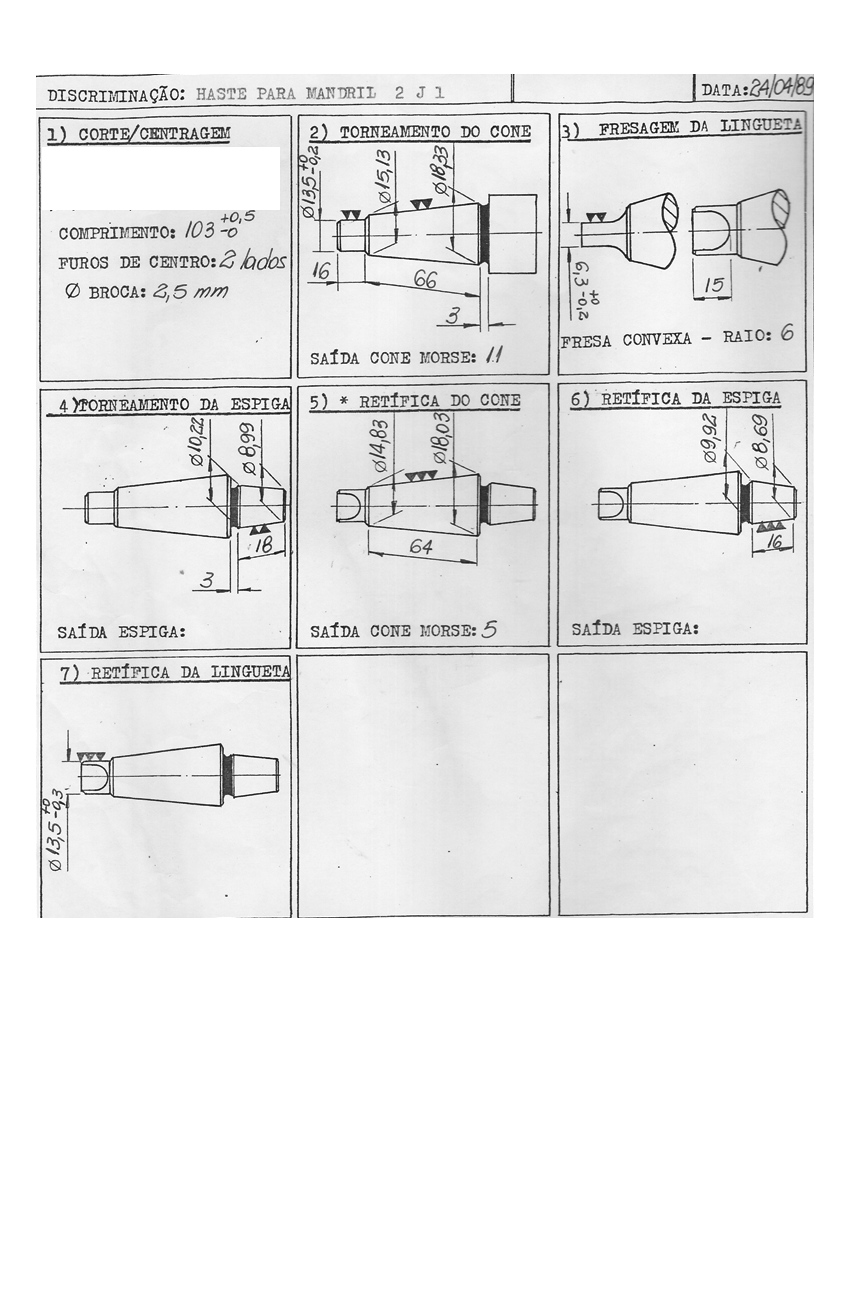 DISCRIMINAÇÃO: HASTE PARA MANDRIL 2 J 1
DATA: 24/04/89
1) CORTE/CENTRAGEM
COMPRIMENTO: 103 +0,5 -0
FUROS DE CENTRO: 2 lados
Ø BROCA: 2,5 mm
2) TORNEAMENTO DO CONE
Ø13,5 +0 -0,2
Ø15,13
Ø18,33
16
66
3
SAÍDA CONE MORSE: 11
3) FRESAGEM DA LINGUETA
6,3 +0 -0,2
15
FRESA CONVEXA - RAIO: 6
4) TORNEAMENTO DA ESPIGA
Ø10,22
Ø8,99
18
3
SAÍDA ESPIGA:
5) * RETÍFICA DO CONE
Ø14,83
Ø18,03
64
SAÍDA CONE MORSE: 5
6) RETÍFICA DA ESPIGA
Ø9,92
Ø8,69
16
SAÍDA ESPIGA:
7) RETÍFICA DA LINGUETA
Ø13,5 +0 -0,3